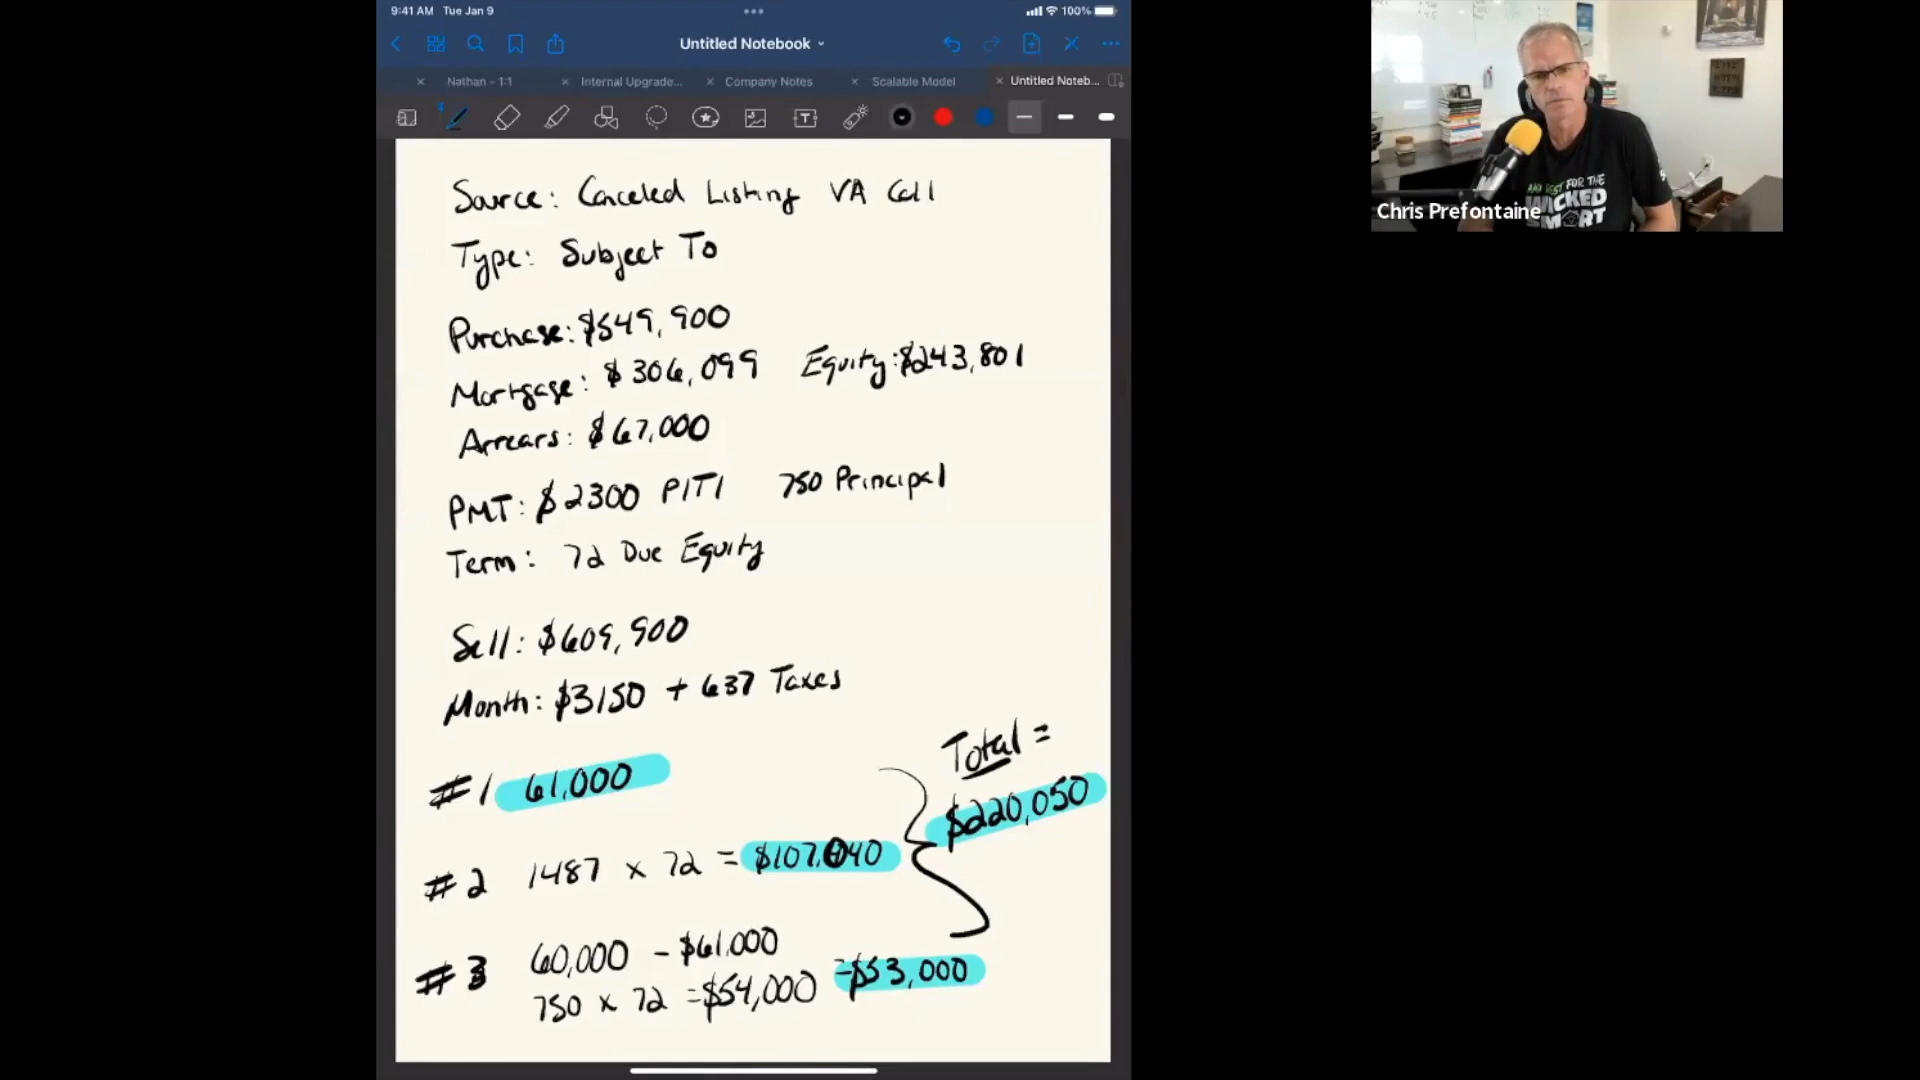 9:41 AM Tue Jan 9
100%
Untitled Notebook
Nathan - 1:1
Internal Upgrade...
Company Notes
Scalable Model
Untitled Noteb...
Source: Canceled Listing VA Call
Type: Subject To
Purchase: $549,900
Mortgage: $306,099 Equity: $243,801
Arrears: $67,000
PMT: $2300 PITI 750 Principal
Term: 72 Due Equity
Sell: $609,900
Month: $3150 + 637 Taxes
Total =
#1 61,000
$220,050
#2 1487 x 72 = $107,040
#3 60,000 - $61,000
750 x 72 = $54,000 = $53,000
FOR THE
WICKED
SMART
Chris Prefontaine